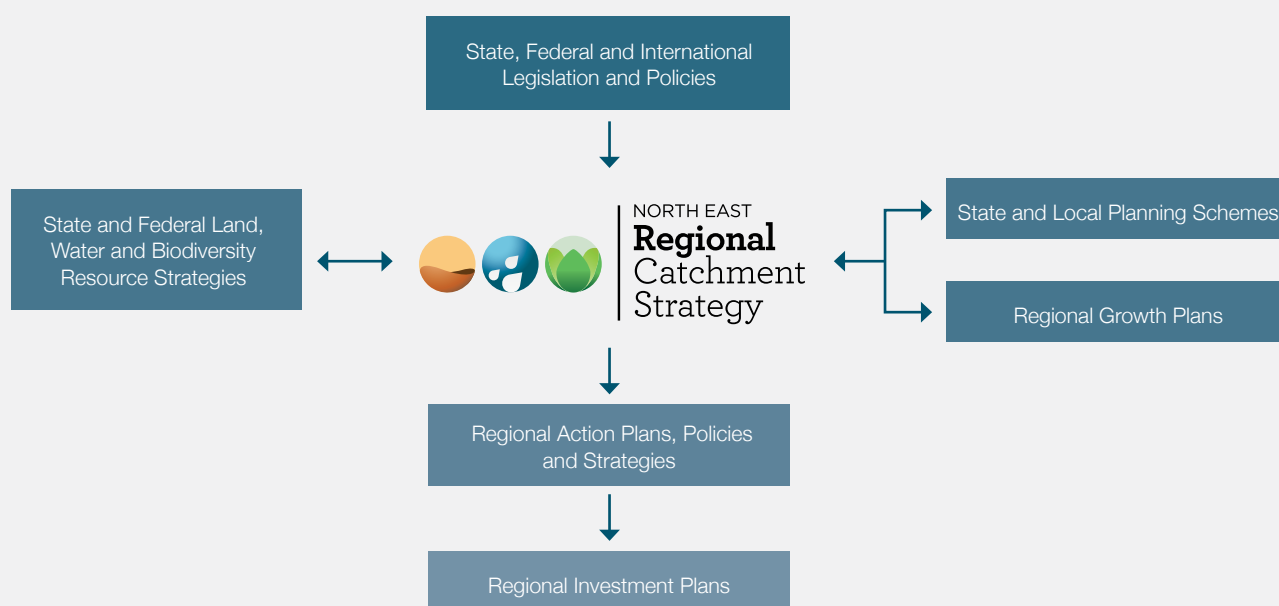 State, Federal and International
Legislation and Policies
State and Federal Land,
Water and Biodiversity
Resource Strategies
NORTH EAST
Regional
Catchment
Strategy
State and Local Planning Schemes
Regional Growth Plans
Regional Action Plans, Policies
and Strategies
Regional Investment Plans